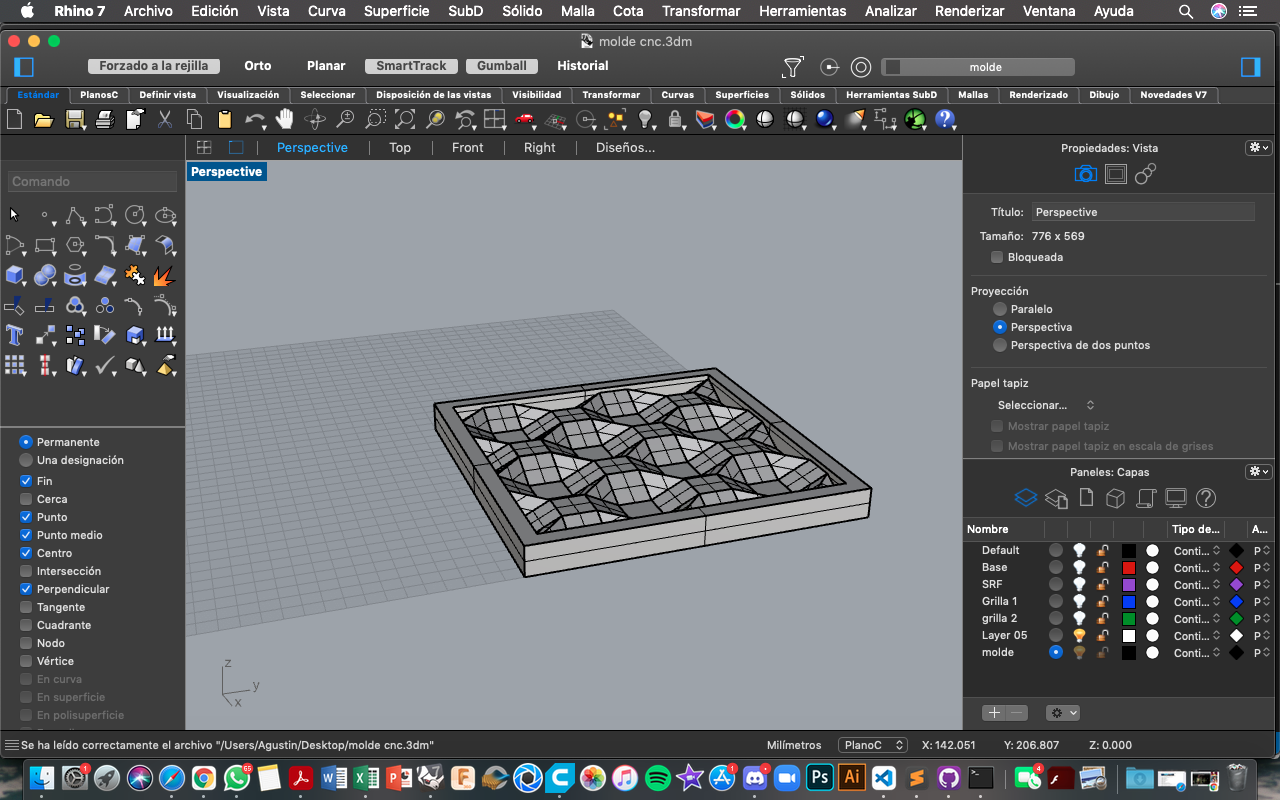 Rhino 7 Archivo Edición Vista Curva Superficie SubD Sólido Malla Cota Transformar Herramientas Analizar Renderizar Ventana Ayuda
molde cnc.3dm
Forzado a la rejilla Orto Planar SmartTrack Gumball Historial molde
Estándar PlanosC Definir vista Visualización Seleccionar Disposición de las vistas Visibilidad Transformar Curvas Superficies Sólidos Herramientas SubD Mallas Renderizado Dibujo Novedades V7
Perspective Top Front Right Diseños...
Perspective
Comando
Permanente
Una designación
Fin
Cerca
Punto
Punto medio
Centro
Intersección
Perpendicular
Tangente
Cuadrante
Nodo
Vértice
En curva
En superficie
En polisuperficie
z
y
x
Propiedades: Vista
Título: Perspective
Tamaño: 776 x 569
Bloqueada
Proyección
Paralelo
Perspectiva
Perspectiva de dos puntos
Papel tapiz
Seleccionar...
Mostrar papel tapiz
Mostrar papel tapiz en escala de grises
Paneles: Capas
Nombre Tipo de... A...
Default Conti... P
Base Conti... P
SRF Conti... P
Grilla 1 Conti... P
grilla 2 Conti... P
Layer 05 Conti... P
molde Conti... P
Se ha leído correctamente el archivo "/Users/Agustin/Desktop/molde cnc.3dm" Milímetros PlanoC X: 142.051 Y: 206.807 Z: 0.000